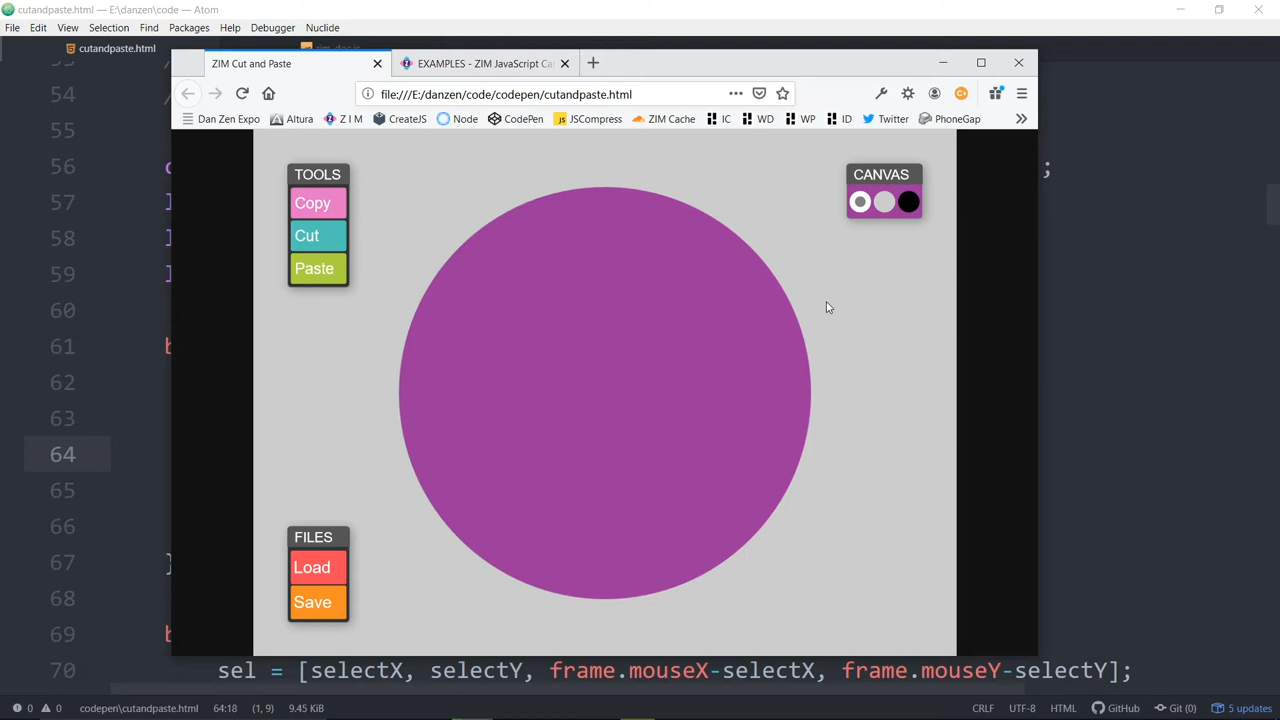 cutandpaste.html — E:\danzen\code — Atom
File Edit View Selection Find Packages Help Debugger Nuclide
cutandpaste.html
zim_doc.js
ZIM Cut and Paste
EXAMPLES - ZIM JavaScript Ca
file:///E:/danzen/code/codepen/cutandpaste.html
Dan Zen Expo Altura Z I M CreateJS Node CodePen JSCompress ZIM Cache IC WD WP ID Twitter PhoneGap
TOOLS
Copy
Cut
Paste
CANVAS
FILES
Load
Save
54
55
56 ;
57
58
59
60
61
62
63
64
65
66
67 }
68
69
70 sel = [selectX, selectY, frame.mouseX-selectX, frame.mouseY-selectY];
0 0 codepen\cutandpaste.html 64:18 (1, 9) 9.45 KiB CRLF UTF-8 HTML GitHub Git (0) 5 updates